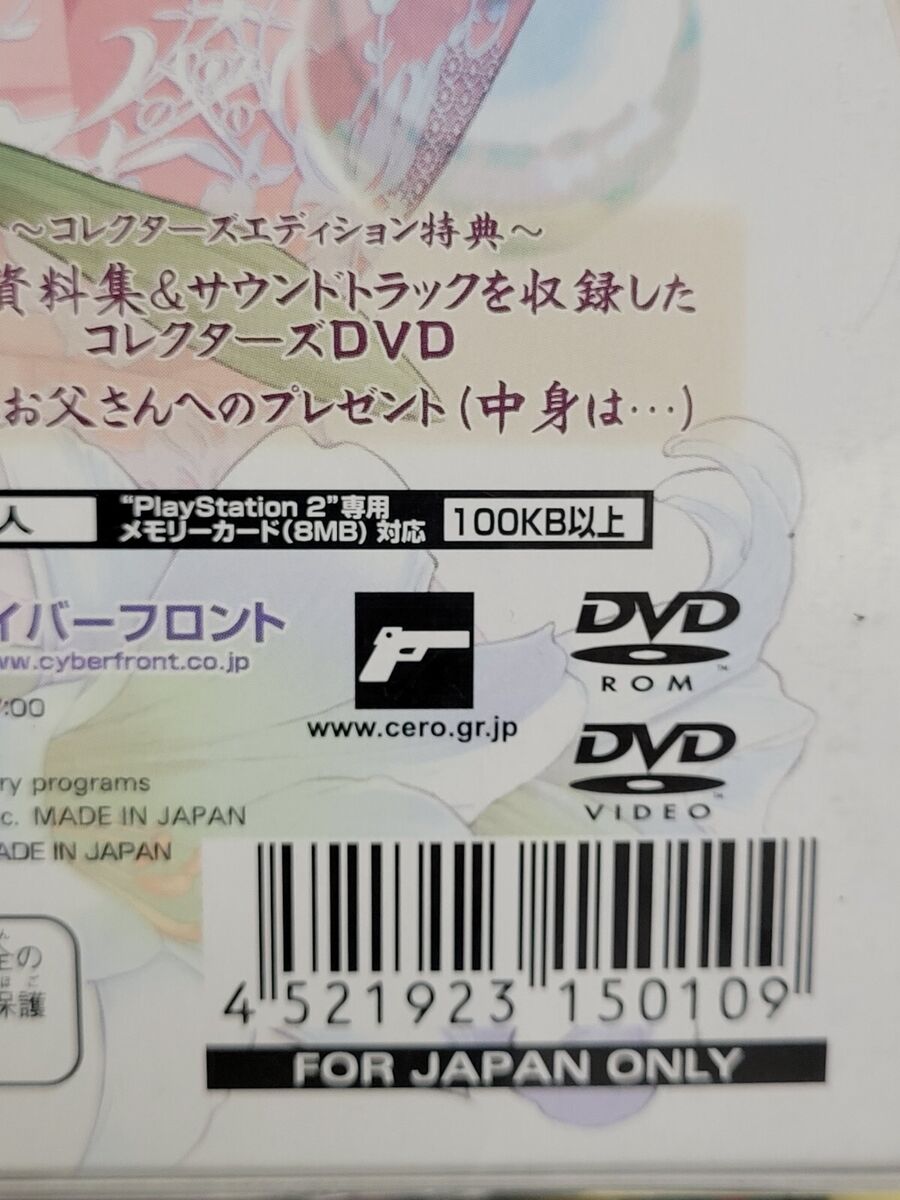 ～コレクターズエディション特典～
資料集&サウンドトラックを収録した
コレクターズDVD
お父さんへのプレゼント(中身は…)
人
"PlayStation 2"専用
メモリーカード(8MB) 対応
100KB以上
イバーフロント
ww.cyberfront.co.jp
:00
www.cero.gr.jp
DVD
ROM
DVD
VIDEO
ry programs
c. MADE IN JAPAN
ADE IN JAPAN
全の
保護
4 521923 150109
FOR JAPAN ONLY